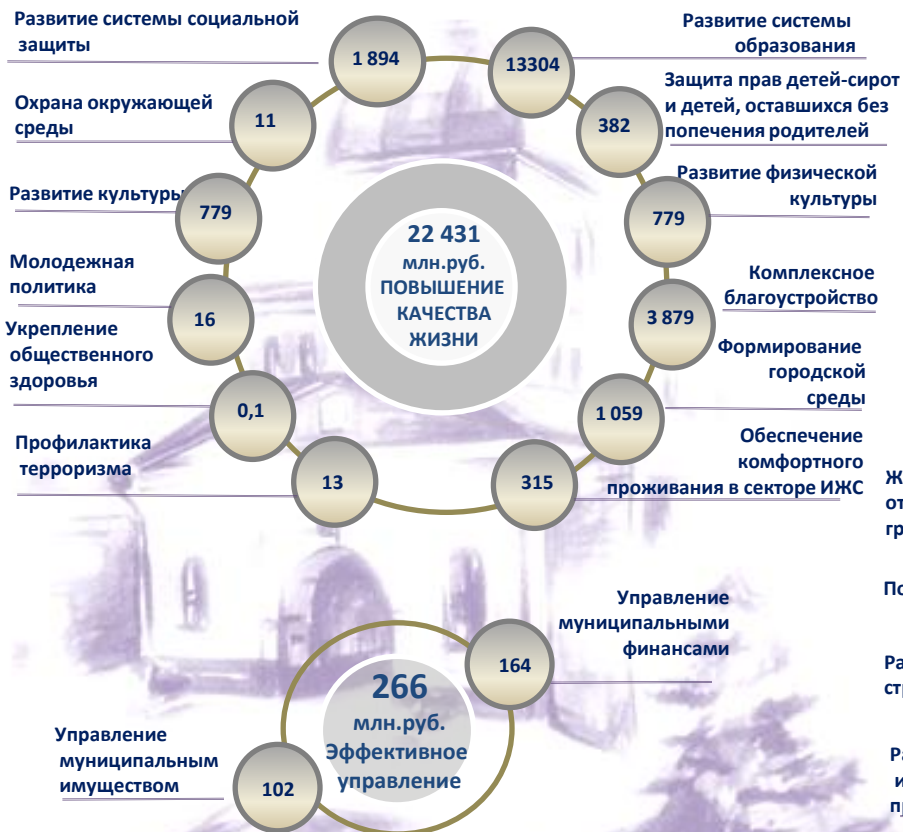 Развитие системы социальной
защиты
1 894
Развитие системы
образования
13304
Охрана окружающей
среды
11
Защита прав детей-сирот
и детей, оставшихся без
попечения родителей
382
Развитие культуры
779
Развитие физической
культуры
779
22 431
млн.руб.
ПОВЫШЕНИЕ
КАЧЕСТВА
ЖИЗНИ
Молодежная
политика
16
Комплексное
благоустройство
3 879
Укрепление
общественного
здоровья
0,1
Формирование
городской
среды
1 059
Профилактика
терроризма
13
Обеспечение
комфортного
проживания в секторе ИЖС
315
Управление
муниципальными
финансами
164
266
млн.руб.
Эффективное
управление
Управление
муниципальным
имуществом
102